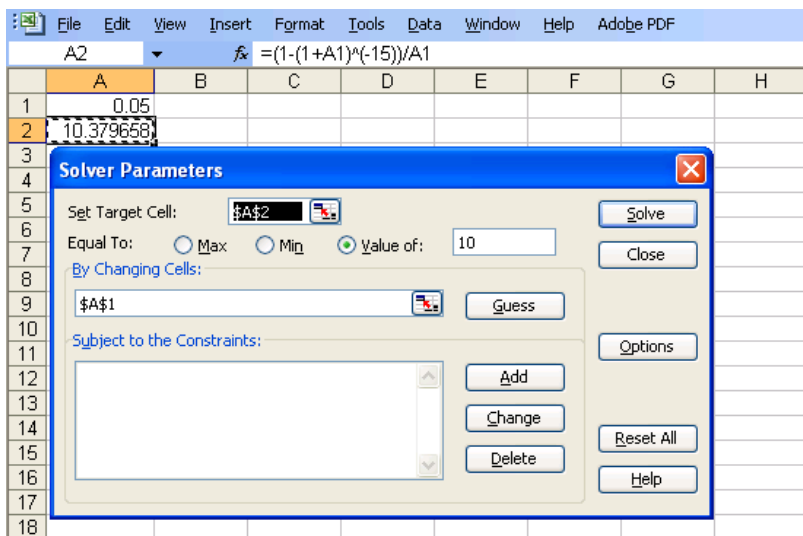 File Edit View Insert Format Tools Data Window Help Adobe PDF
A2 fx =(1-(1+A1)^(-15))/A1
A B C D E F G H
1 0.05
2 10.379658
3
Solver Parameters
4
5 Set Target Cell: $A$2 Solve
6
Equal To: Max Min Value of: 10
7 Close
By Changing Cells:
8
9 $A$1 Guess
10
Subject to the Constraints:
11 Options
12 Add
13
Change
14 Reset All
15 Delete
16 Help
17
18